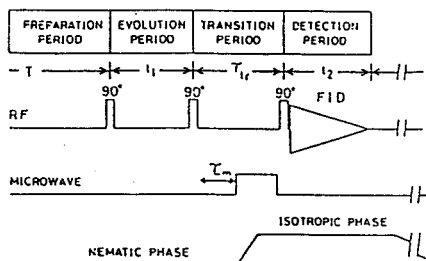 PREPARATION EVOLUTION TRANSITION DETECTION
PERIOD PERIOD PERIOD PERIOD
T t₁ τₜᵣ t₂
90° 90° 90° FID
RF
τₘ
MICROWAVE
ISOTROPIC PHASE
NEMATIC PHASE